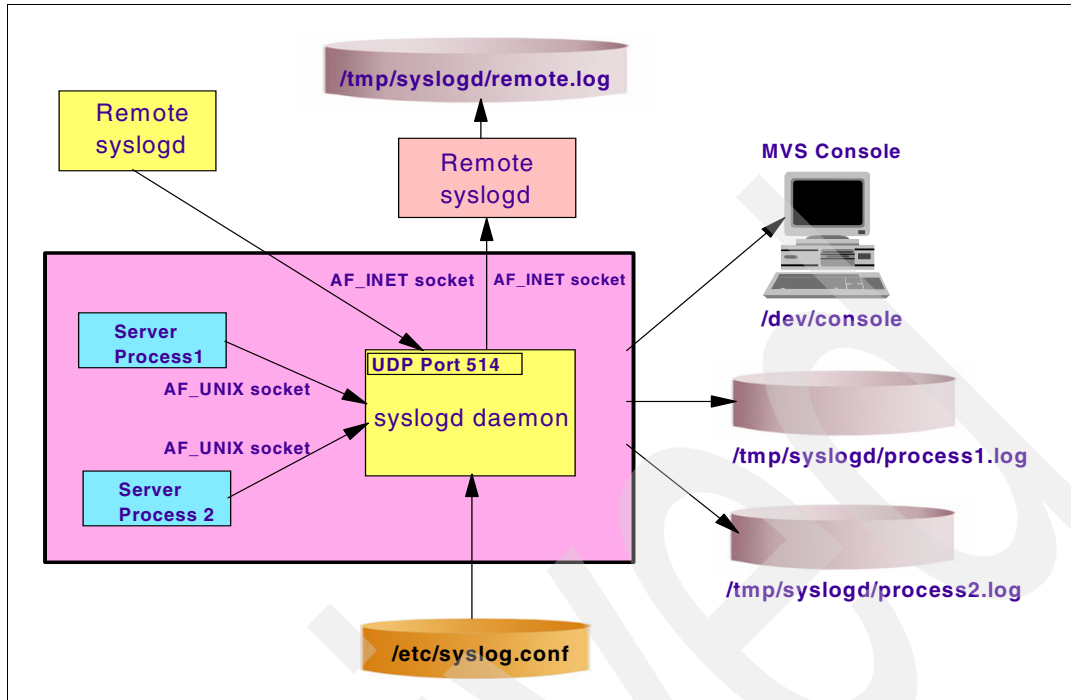 /tmp/syslogd/remote.log
Remote
syslogd
Remote
syslogd
MVS Console
/dev/console
AF_INET socket
AF_INET socket
Server
Process1
AF_UNIX socket
UDP Port 514
syslogd daemon
AF_UNIX socket
Server
Process 2
/tmp/syslogd/process1.log
/tmp/syslogd/process2.log
/etc/syslog.conf